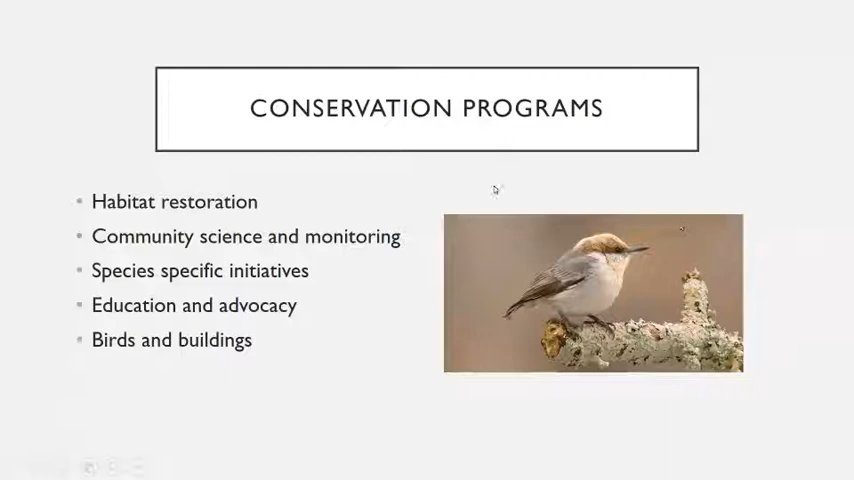 CONSERVATION PROGRAMS
Habitat restoration
Community science and monitoring
Species specific initiatives
Education and advocacy
Birds and buildings